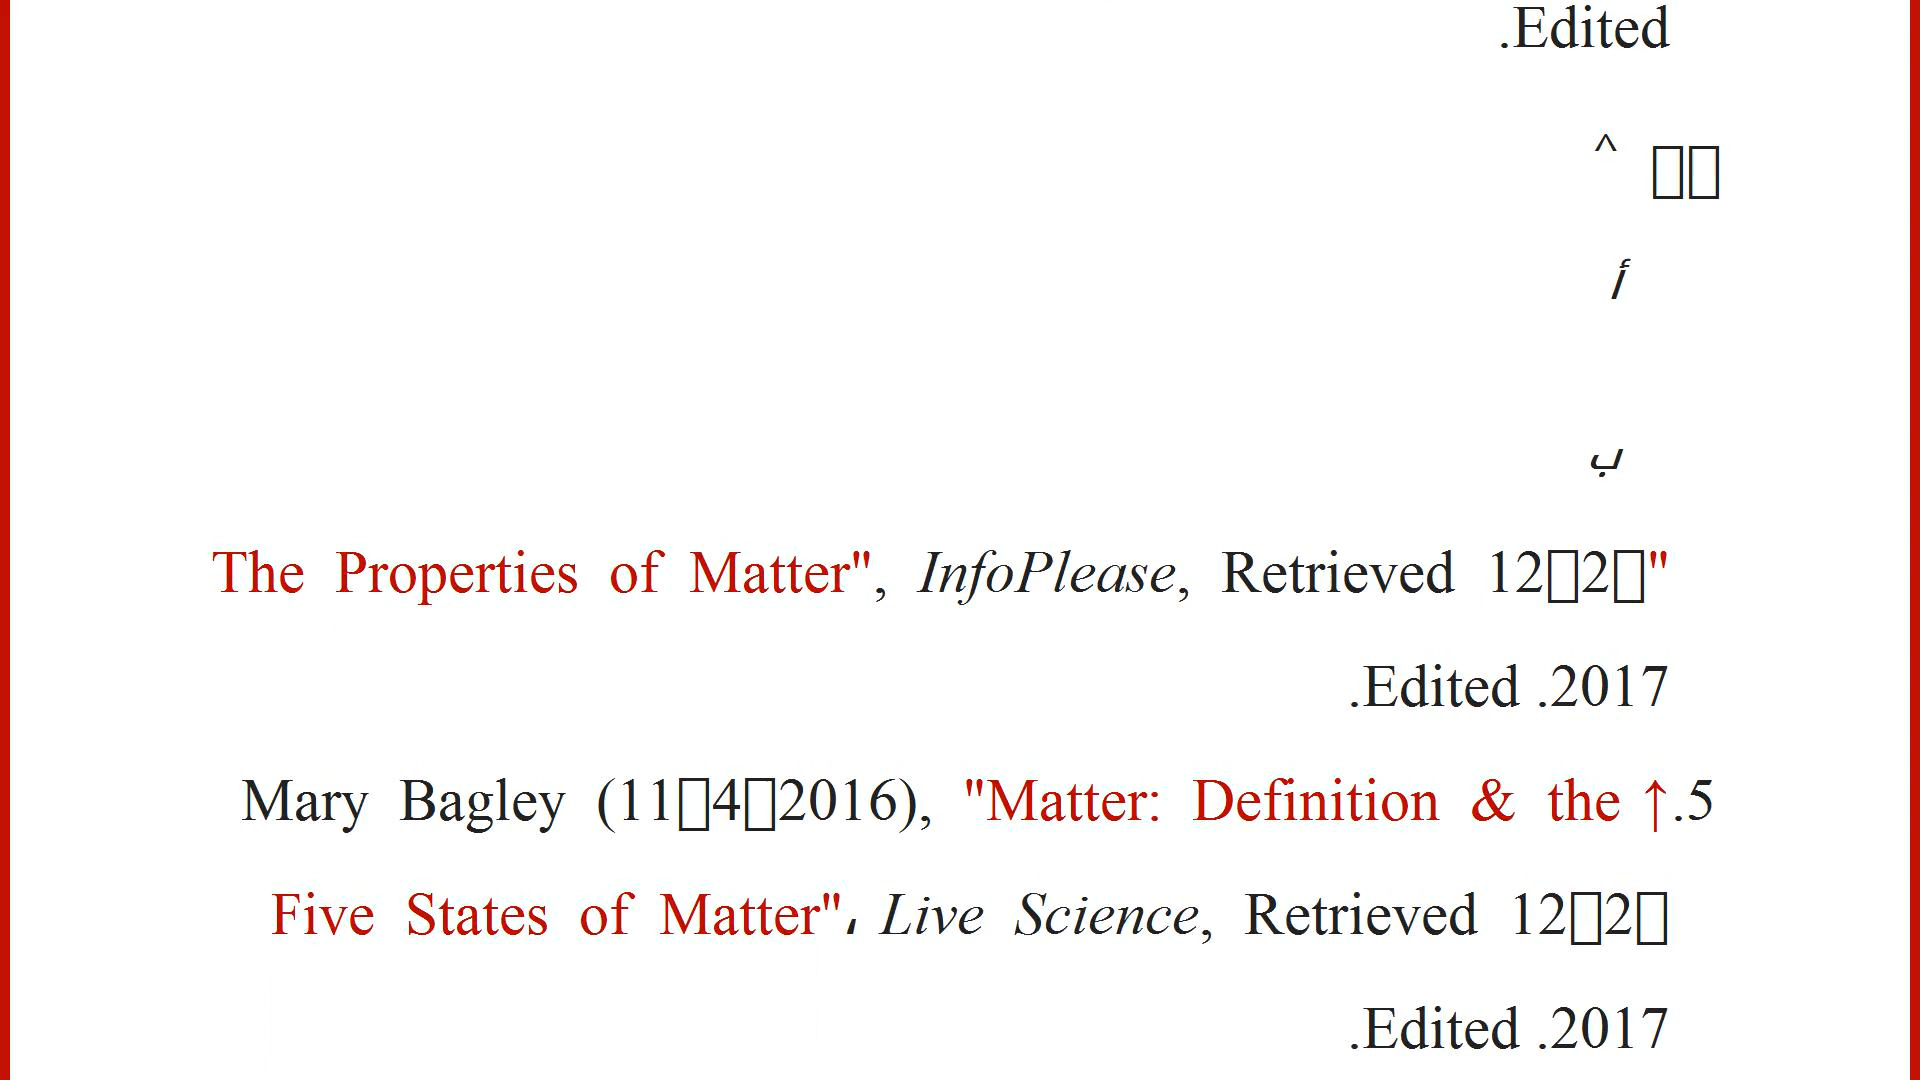 .Edited
^ □□
أ
ب
The Properties of Matter", InfoPlease, Retrieved 12□2□"
.Edited .2017
Mary Bagley (11□4□2016), "Matter: Definition & the ↑.5
Five States of Matter"، Live Science, Retrieved 12□2□
.Edited .2017